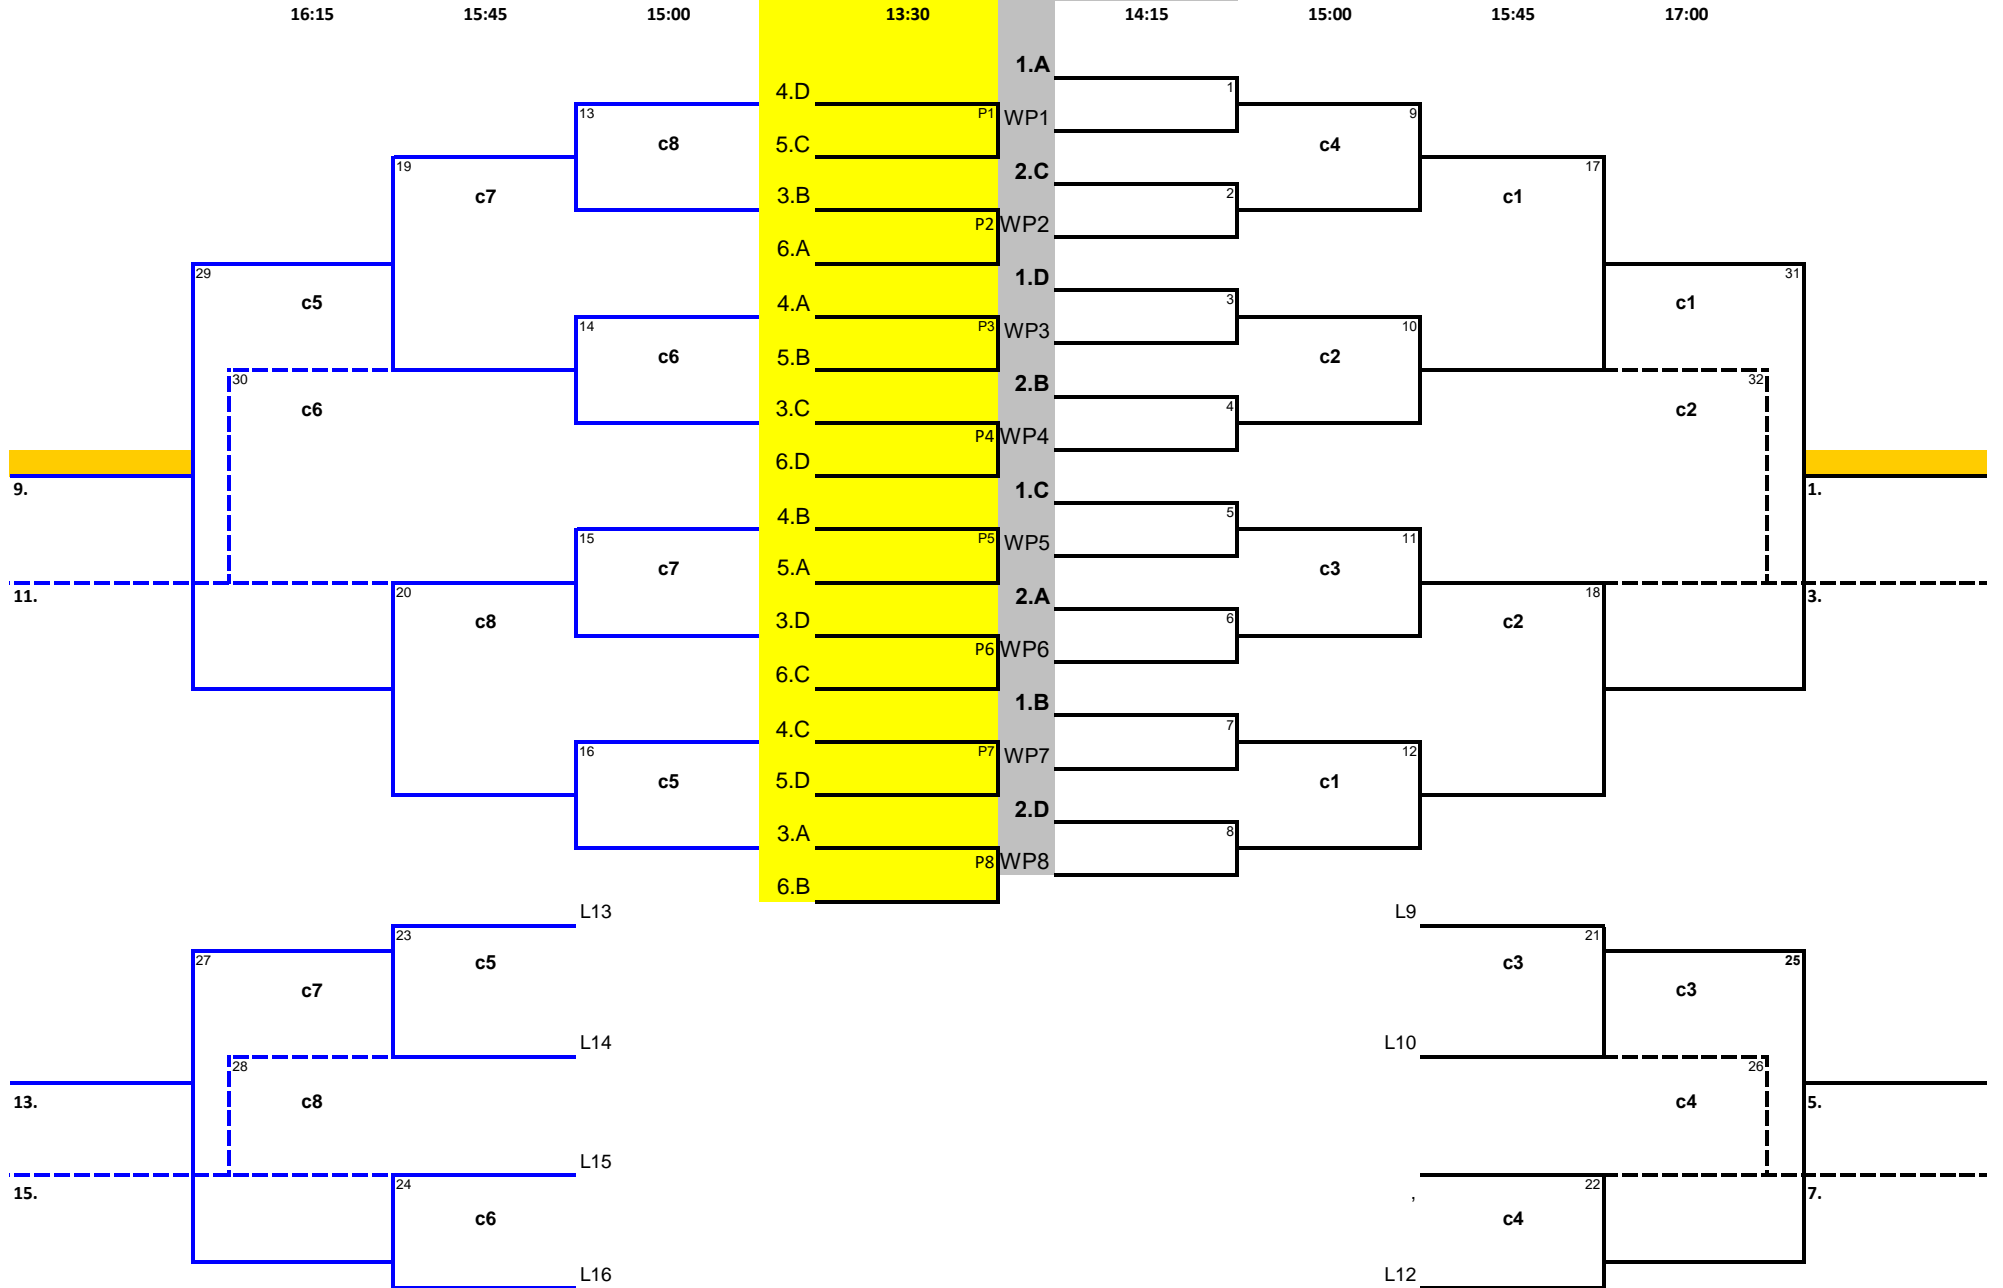 16:15 15:45 15:00 13:30 14:15 15:00 15:45 17:00
1.A
4.D 1
13 P1 WP1 9
c8 5.C c4
19 2.C 17
c7 3.B 2 c1
P2 WP2
6.A
29 1.D 31
c5 4.A 3 c1
14 P3 WP3 10
c6 5.B c2
30 2.B 32
c6 3.C 4 c2
P4 WP4
6.D
9. 1.C 1.
4.B 5
15 P5 WP5 11
c7 5.A c3
11. 20 2.A 18 3.
c8 3.D 6 c2
P6 WP6
6.C
1.B
4.C 7
16 P7 WP7 12
c5 5.D c1
2.D
3.A 8
P8 WP8
6.B
L13 L9
23 21
27 c5 c3 25
c7 c3
L14 L10
28 26
13. c8 c4 5.
L15
15. 24 , 22 7.
c6 c4
L16 L12